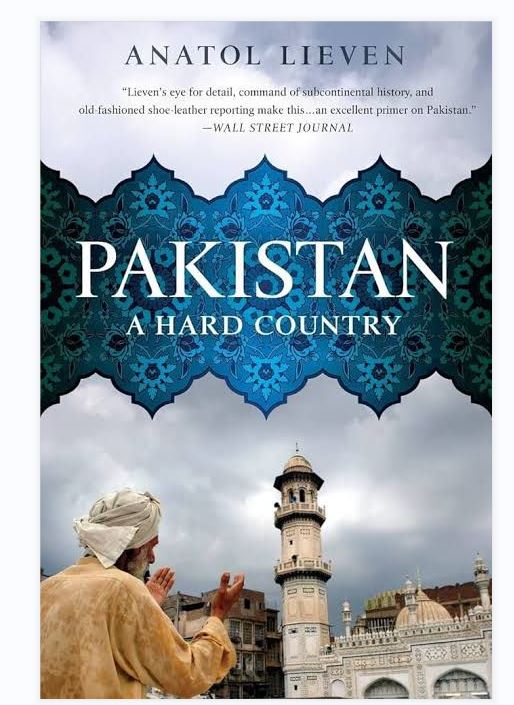 ANATOL LIEVEN
“Lieven’s eye for detail, command of subcontinental history, and
old-fashioned shoe-leather reporting make this...an excellent primer on Pakistan.”
—WALL STREET JOURNAL
PAKISTAN
A HARD COUNTRY